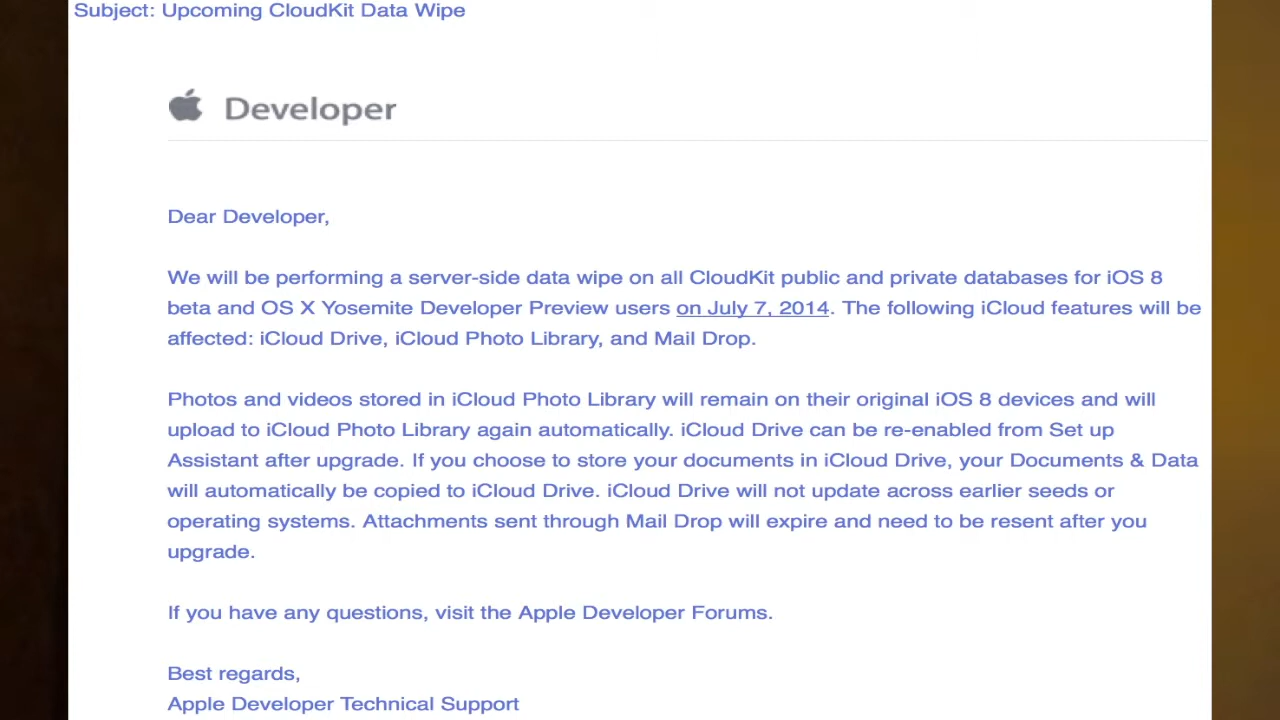 Subject: Upcoming CloudKit Data Wipe
Developer
Dear Developer,
We will be performing a server-side data wipe on all CloudKit public and private databases for iOS 8
beta and OS X Yosemite Developer Preview users on July 7, 2014. The following iCloud features will be
affected: iCloud Drive, iCloud Photo Library, and Mail Drop.
Photos and videos stored in iCloud Photo Library will remain on their original iOS 8 devices and will
upload to iCloud Photo Library again automatically. iCloud Drive can be re-enabled from Set up
Assistant after upgrade. If you choose to store your documents in iCloud Drive, your Documents & Data
will automatically be copied to iCloud Drive. iCloud Drive will not update across earlier seeds or
operating systems. Attachments sent through Mail Drop will expire and need to be resent after you
upgrade.
If you have any questions, visit the Apple Developer Forums.
Best regards,
Apple Developer Technical Support